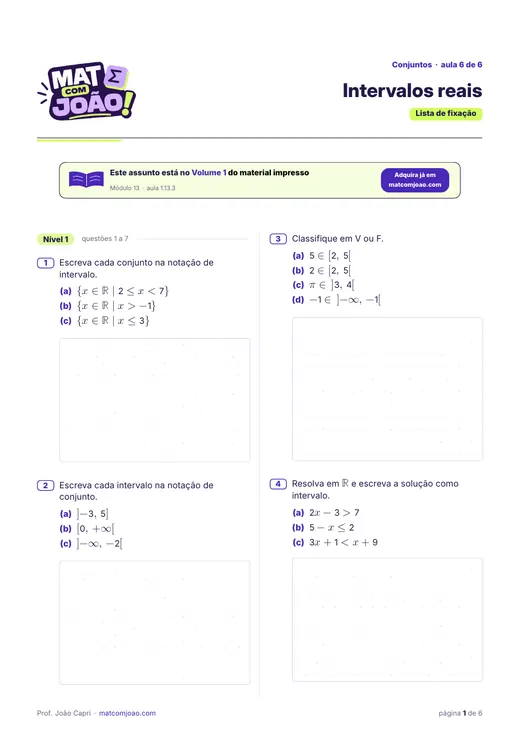 MAT
COM
JOÃO!
Conjuntos · aula 6 de 6
Intervalos reais
Lista de fixação
Este assunto está no Volume 1 do material impresso
Módulo 13 · aula 1.13.3
Adquira já em
matcomjoao.com
Nível 1 questões 1 a 7
1 Escreva cada conjunto na notação de
intervalo.
(a) {x ∈ ℝ | 2 ≤ x < 7}
(b) {x ∈ ℝ | x > −1}
(c) {x ∈ ℝ | x ≤ 3}
2 Escreva cada intervalo na notação de
conjunto.
(a) ]−3, 5]
(b) [0, +∞[
(c) ]−∞, −2[
3 Classifique em V ou F.
(a) 5 ∈ [2, 5[
(b) 2 ∈ [2, 5[
(c) π ∈ ]3, 4[
(d) −1 ∈ ]−∞, −1[
4 Resolva em ℝ e escreva a solução como
intervalo.
(a) 2x − 3 > 7
(b) 5 − x ≤ 2
(c) 3x + 1 < x + 9
Prof. João Capri · matcomjoao.com
página 1 de 6